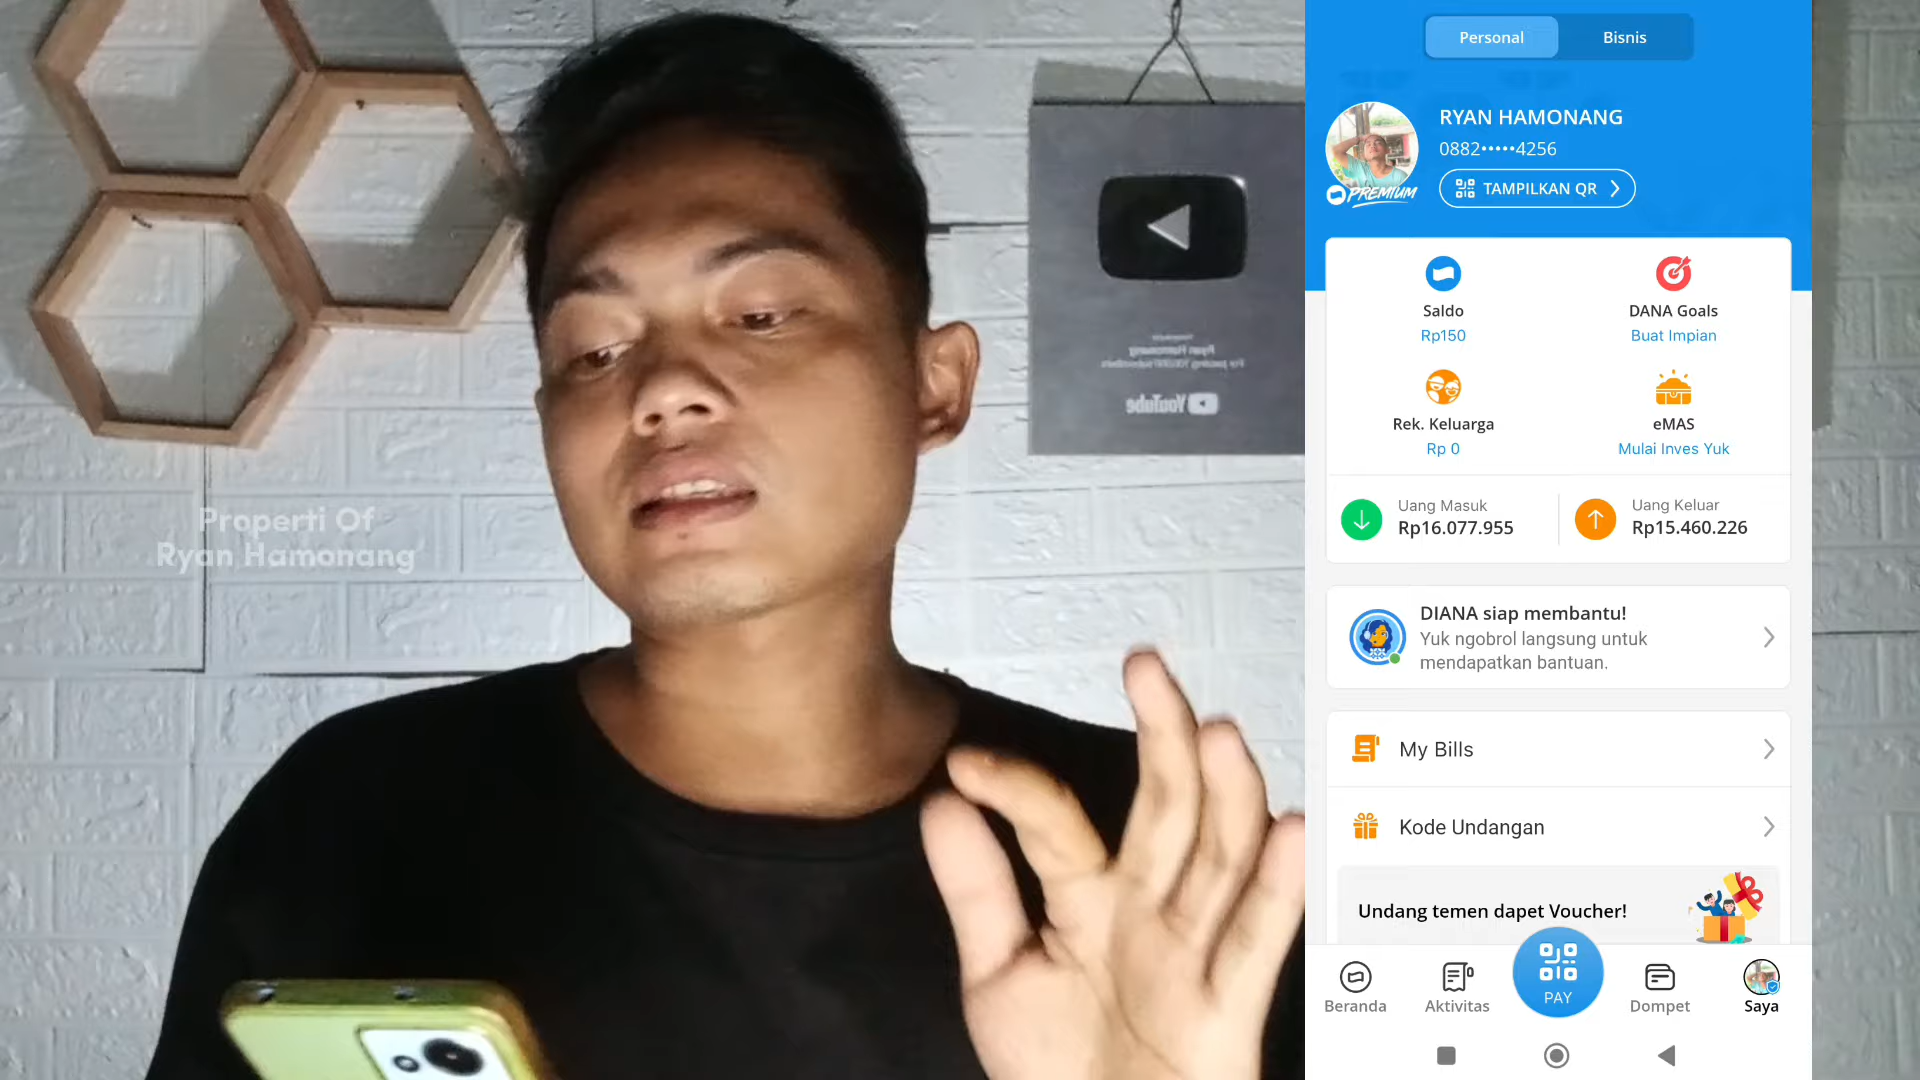 Properti Of
Ryan Hamonang
Ryan Hamonang
YouTube
Personal
Bisnis
RYAN HAMONANG
0882•••••4256
PREMIUM
TAMPILKAN QR
Saldo
Rp150
DANA Goals
Buat Impian
Rek. Keluarga
Rp 0
eMAS
Mulai Inves Yuk
Uang Masuk
Rp16.077.955
Uang Keluar
Rp15.460.226
DIANA siap membantu!
Yuk ngobrol langsung untuk
mendapatkan bantuan.
My Bills
Kode Undangan
Undang temen dapet Voucher!
Beranda
Aktivitas
PAY
Dompet
Saya